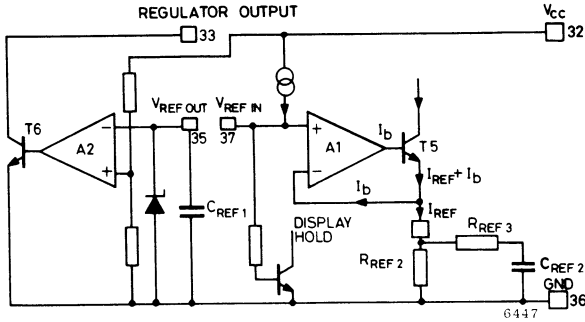 REGULATOR OUTPUT
33
VCC
32
T6
A2
−
+
VREF OUT
35
CREF 1
VREF IN
37
+
−
A1
Ib
T5
IREF + Ib
Ib
IREF
DISPLAY
HOLD
RREF 2
RREF 3
CREF 2
GND
36
6447